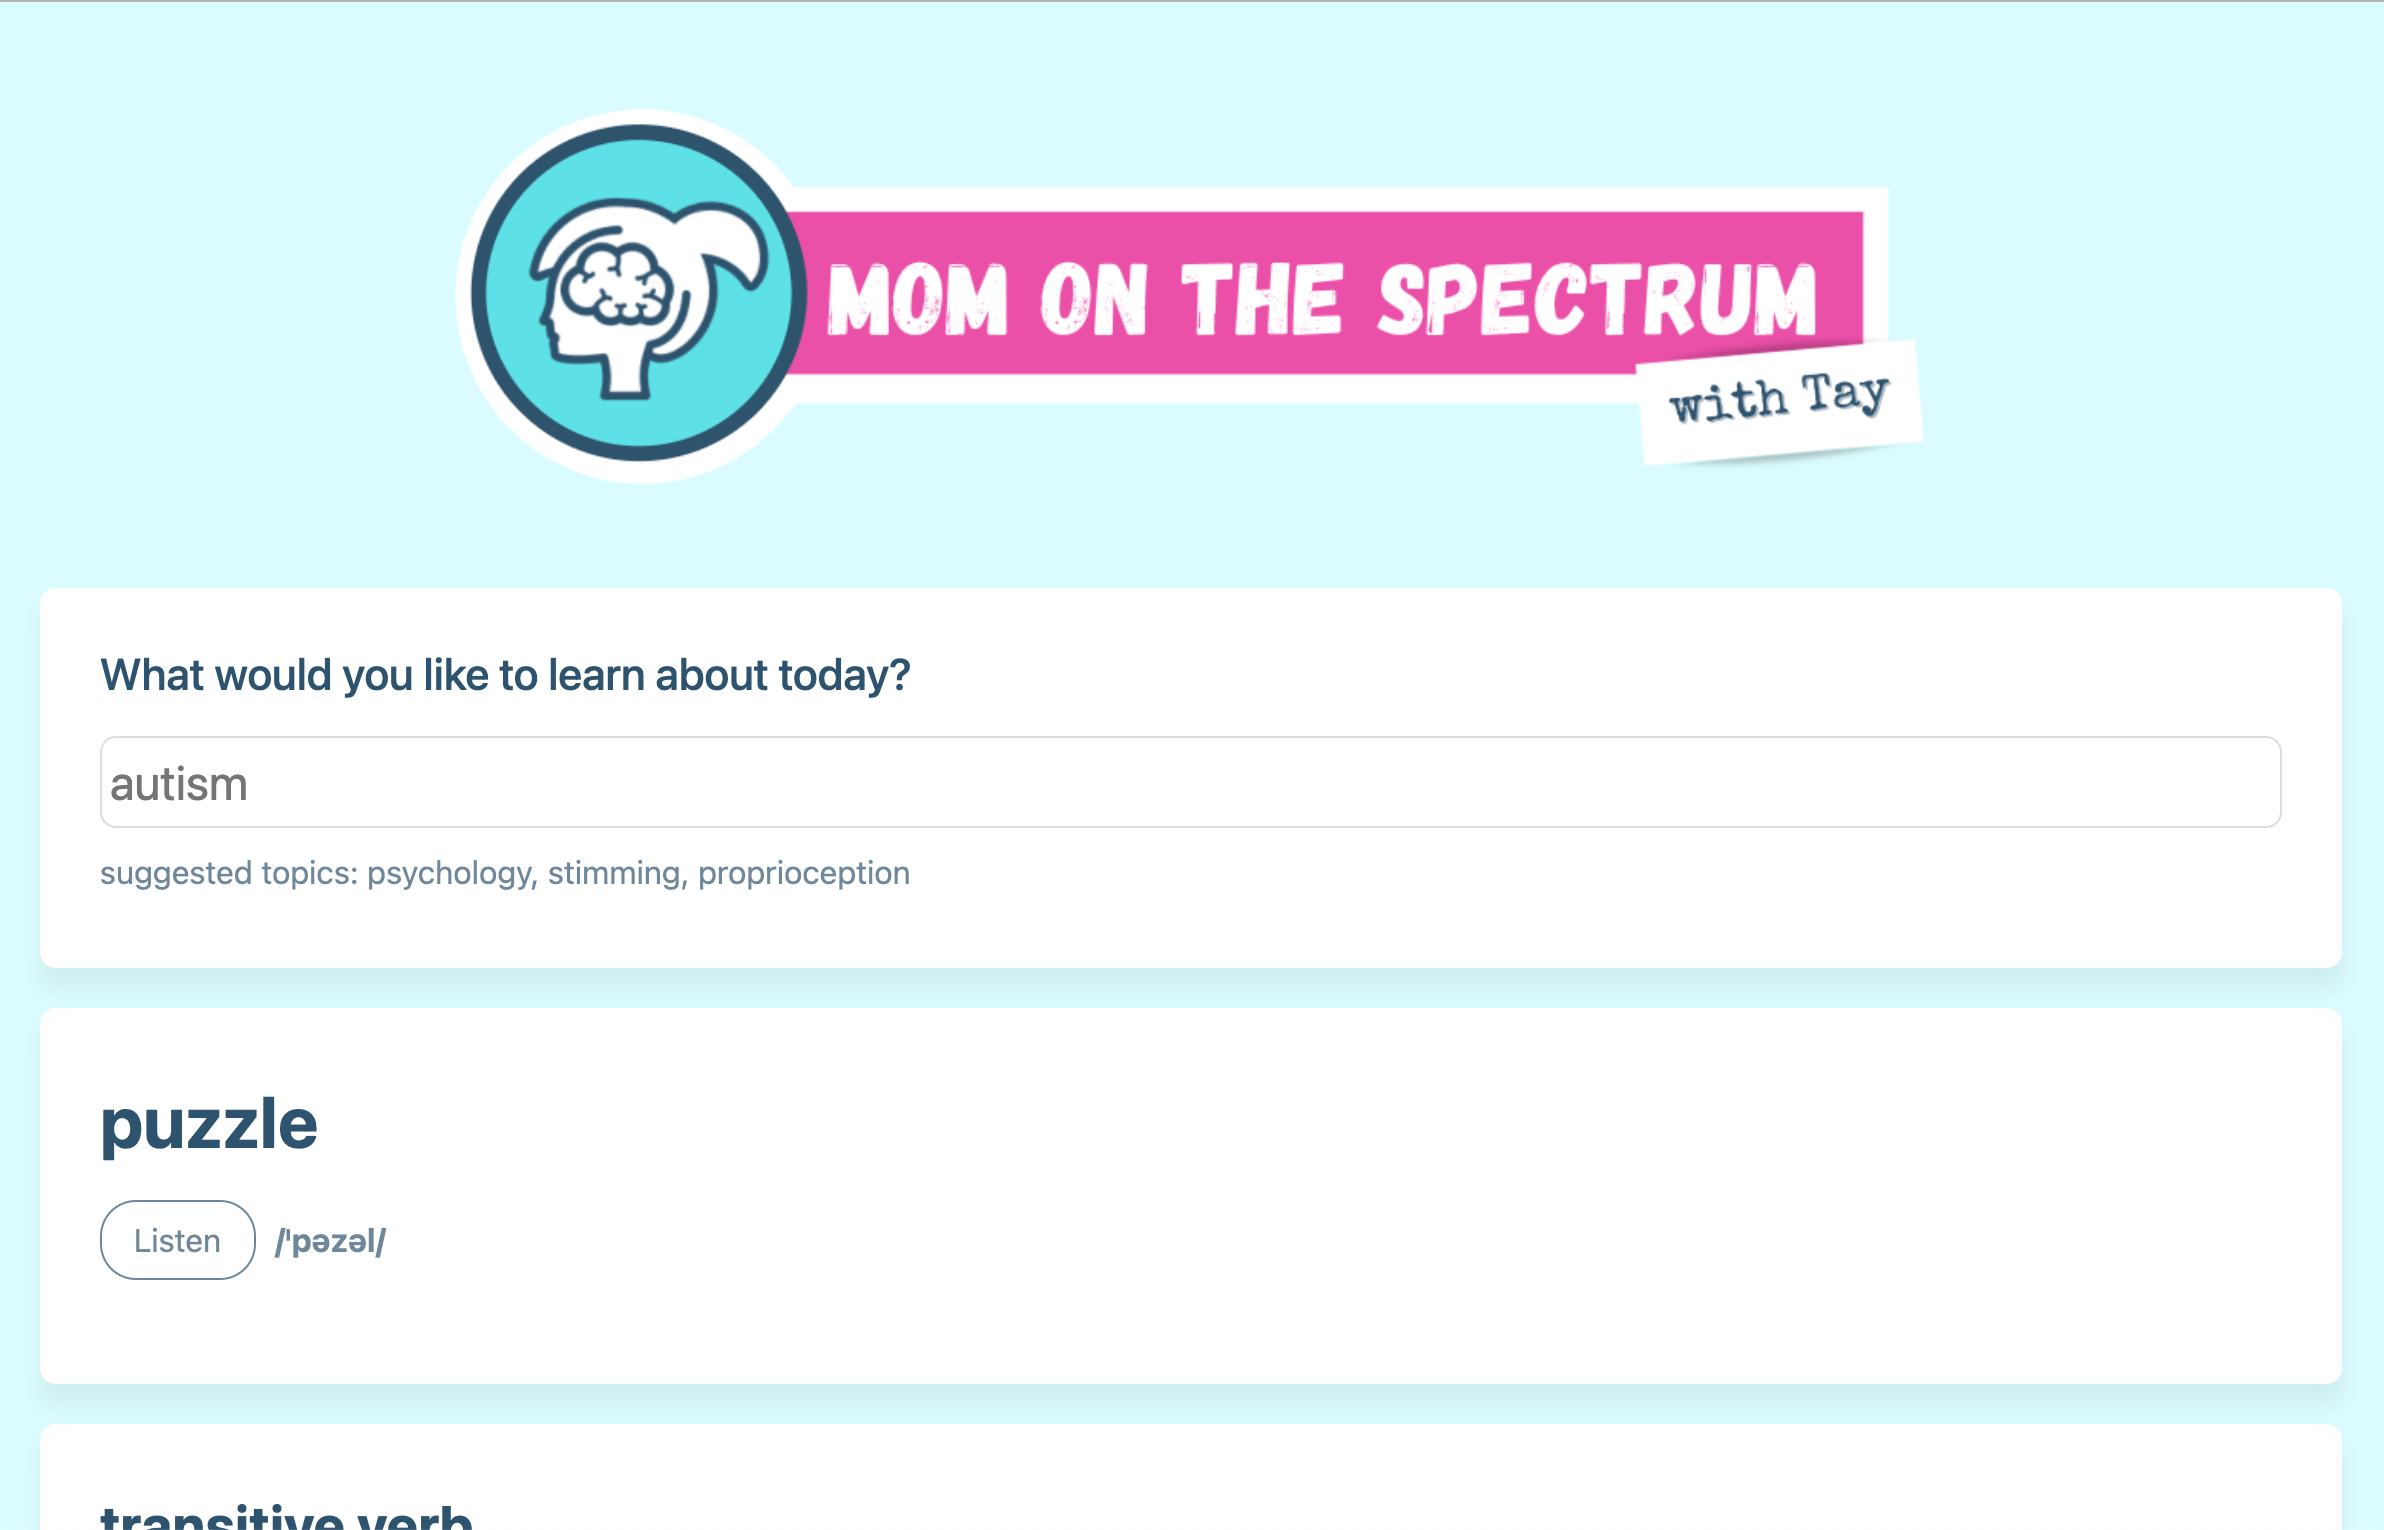 MOM ON THE SPECTRUM
with Tay
What would you like to learn about today?
autism
suggested topics: psychology, stimming, proprioception
puzzle
Listen /ˈpəzəl/
transitive verb